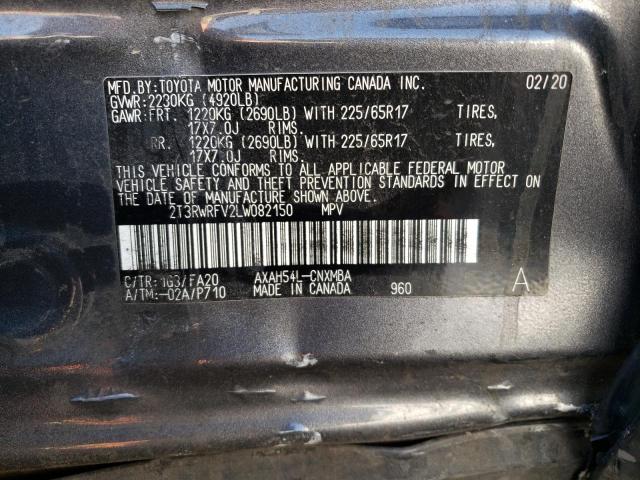 MFD.BY:TOYOTA MOTOR MANUFACTURING CANADA INC. 02/20
GVWR:2230KG (4920LB)
GAWR:FRT. 1220KG (2690LB) WITH 225/65R17 TIRES,
17X7.0J RIMS.
RR. 1220KG (2690LB) WITH 225/65R17 TIRES,
17X7.0J RIMS.
THIS VEHICLE CONFORMS TO ALL APPLICABLE FEDERAL MOTOR
VEHICLE SAFETY AND THEFT PREVENTION STANDARDS IN EFFECT ON
THE DATE OF MANUFACTURE SHOWN ABOVE.
2T3RWRFV2LW082150 MPV
C/TR:1G3/FA20 AXAH54L-CNXMBA
A/TM:-02A/P710 MADE IN CANADA 960 A